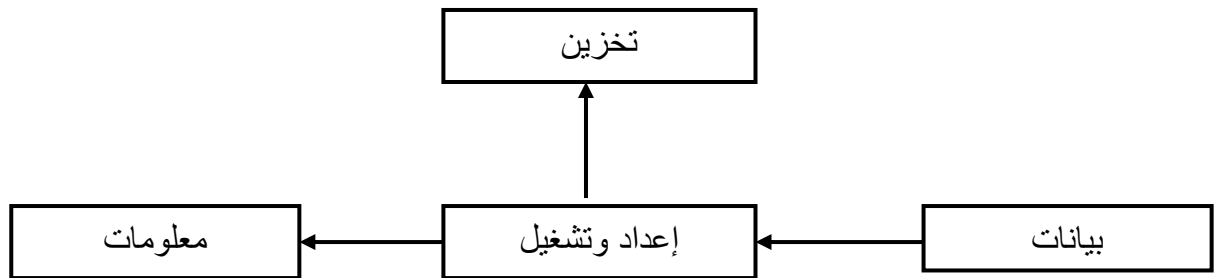 تخزين
بيانات
إعداد وتشغيل
معلومات